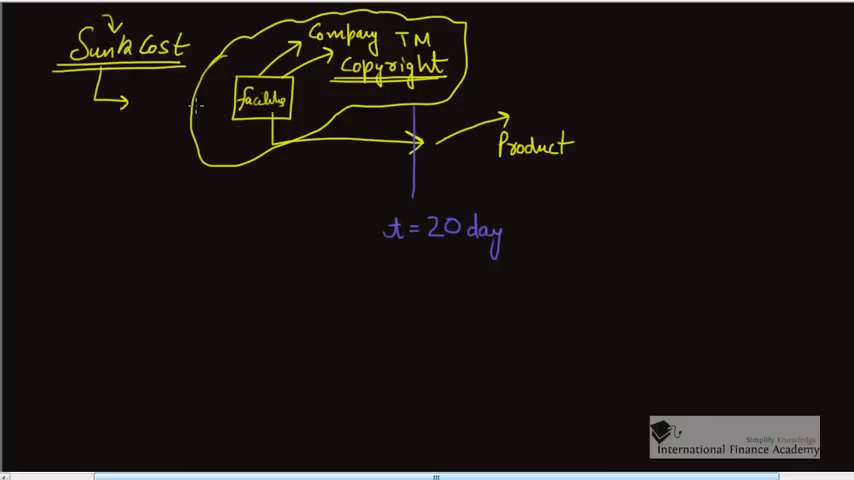 Sunk Cost
Company TM
Copyright
facility
Product
t = 20 day
Simplify Knowledge
International Finance Academy